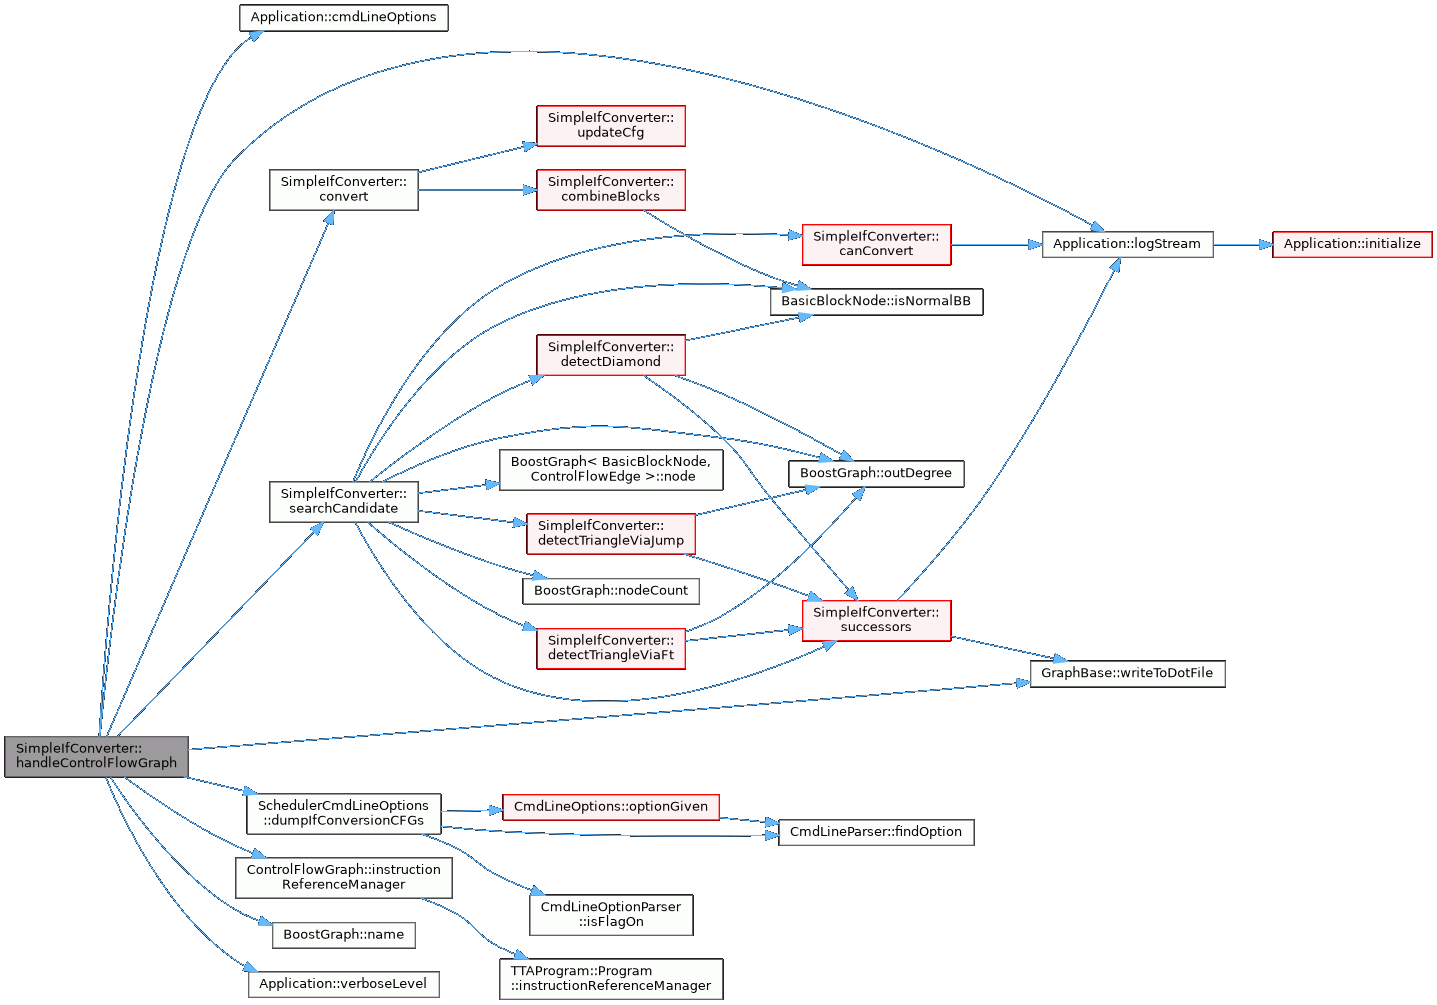 Application::cmdLineOptions
SimpleIfConverter::
updateCfg
SimpleIfConverter::
convert
SimpleIfConverter::
combineBlocks
SimpleIfConverter::
canConvert
Application::logStream
Application::initialize
BasicBlockNode::isNormalBB
SimpleIfConverter::
detectDiamond
BoostGraph< BasicBlockNode,
ControlFlowEdge >::node
BoostGraph::outDegree
SimpleIfConverter::
searchCandidate
SimpleIfConverter::
detectTriangleViaJump
BoostGraph::nodeCount
SimpleIfConverter::
successors
SimpleIfConverter::
detectTriangleViaFt
GraphBase::writeToDotFile
SimpleIfConverter::
handleControlFlowGraph
SchedulerCmdLineOptions
::dumpIfConversionCFGs
CmdLineOptions::optionGiven
CmdLineParser::findOption
ControlFlowGraph::instruction
ReferenceManager
CmdLineOptionParser
::isFlagOn
BoostGraph::name
TTAProgram::Program
::instructionReferenceManager
Application::verboseLevel